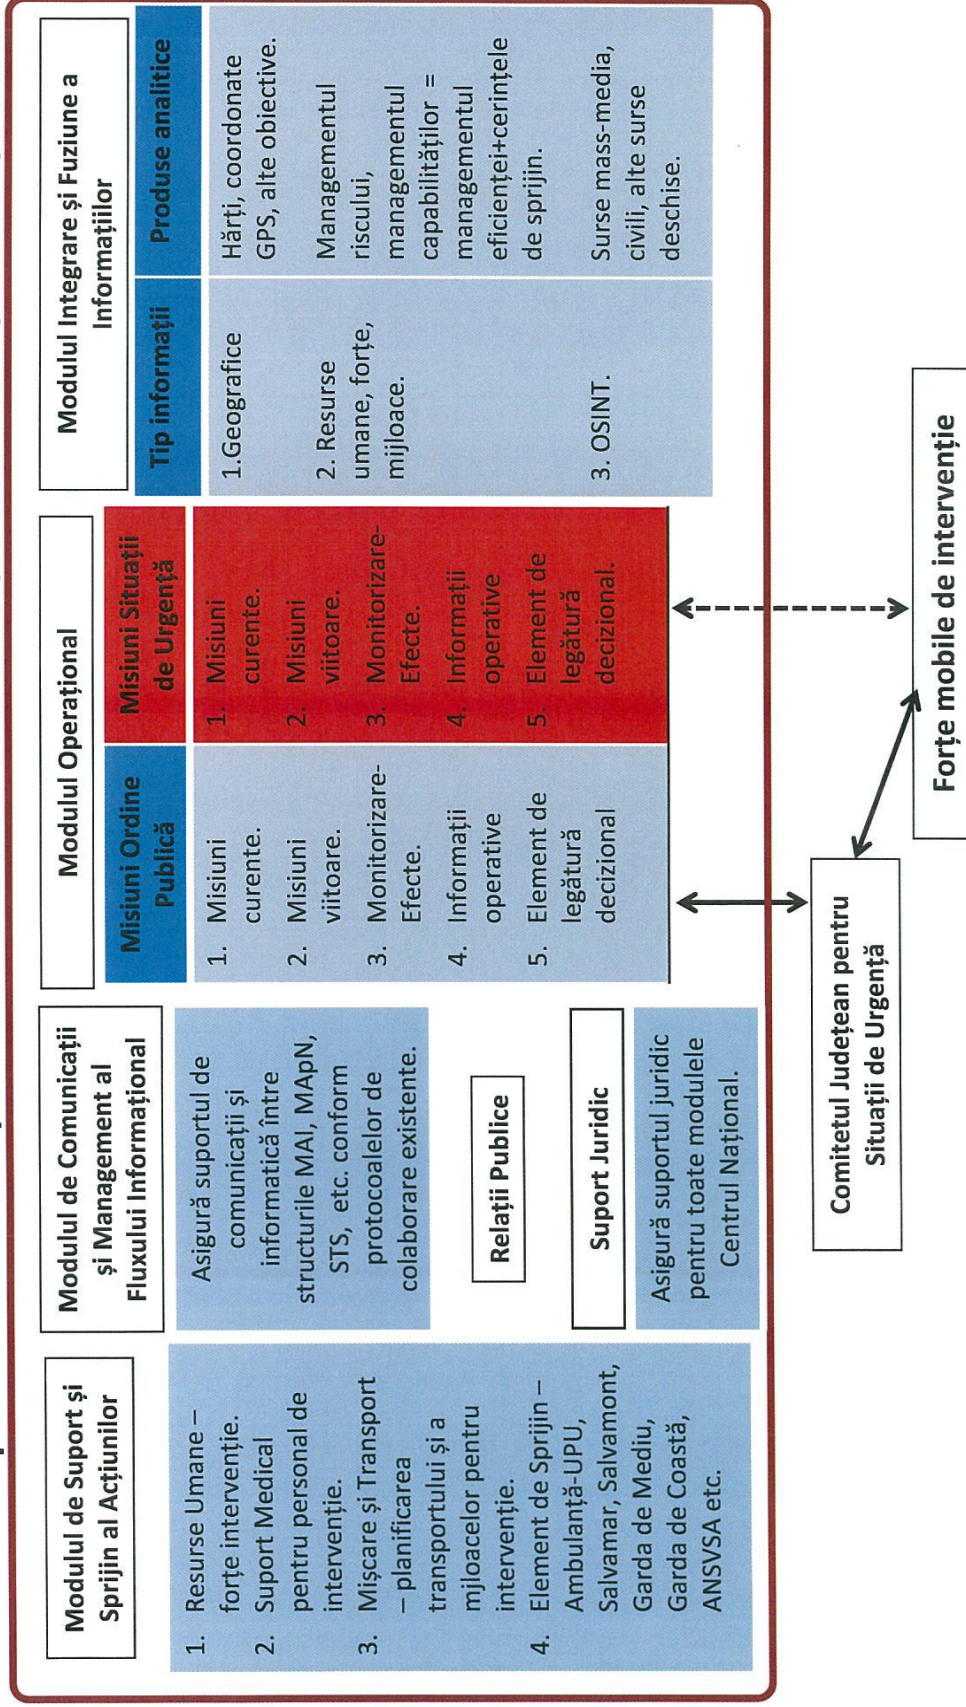 Modulul de Suport și
Sprijin al Acțiunilor
1. Resurse Umane –
forțe intervenție.
2. Suport Medical
pentru personal de
intervenție.
3. Mișcare și Transport
– planificarea
transportului și a
mjloacelor pentru
intervenție.
4. Element de Sprijin –
Ambulanță-UPU,
Salvamar, Salvamont,
Garda de Mediu,
Garda de Coastă,
ANSVSA etc.
Modulul de Comunicații
și Management al
Fluxului Informațional
Asigură suportul de
comunicații și
informatică între
structurile MAI, MApN,
STS, etc. conform
protocoalelor de
colaborare existente.
Relații Publice
Suport Juridic
Asigură suportul juridic
pentru toate modulele
Centrul Național.
Modulul Operațional
Misiuni Ordine
Publică
1. Misiuni
curente.
2. Misiuni
viitoare.
3. Monitorizare-
Efecte.
4. Informații
operative
5. Element de
legătură
decizional
Misiuni Situații
de Urgență
1. Misiuni
curente.
2. Misiuni
viitoare.
3. Monitorizare-
Efecte.
4. Informații
operative
5. Element de
legătură
decizional.
Modulul Integrare și Fuziune a
Informațiilor
Tip informații
Produse analitice
1.Geografice
Hărți, coordonate
GPS, alte obiective.
2. Resurse
umane, forțe,
mijloace.
Managementul
riscului,
managementul
capabilităților =
managementul
eficienței+cerințele
de sprijin.
3. OSINT.
Surse mass-media,
civili, alte surse
deschise.
Comitetul Județean pentru
Situații de Urgență
Forțe mobile de intervenție